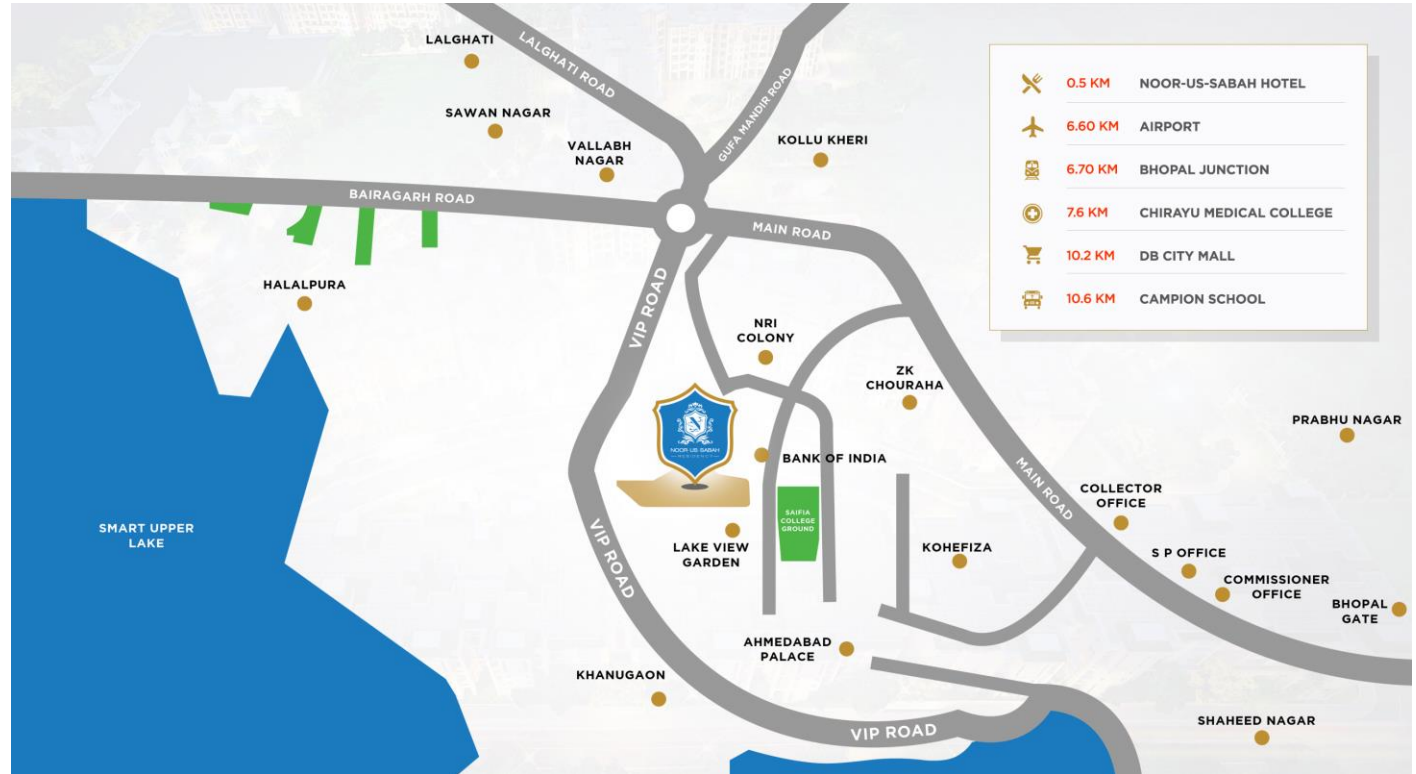 LALGHATI
LALGHATI ROAD
GUFA MANDIR ROAD
SAWAN NAGAR
VALLABH
NAGAR
KOLLU KHERI
BAIRAGARH ROAD
MAIN ROAD
0.5 KM NOOR-US-SABAH HOTEL
6.60 KM AIRPORT
6.70 KM BHOPAL JUNCTION
7.6 KM CHIRAYU MEDICAL COLLEGE
10.2 KM DB CITY MALL
10.6 KM CAMPION SCHOOL
HALALPURA
VIP ROAD
NRI
COLONY
ZK
CHOURAHA
PRABHU NAGAR
NOOR-US-SABAH
RESIDENCY
BANK OF INDIA
MAIN ROAD
COLLECTOR
OFFICE
SMART UPPER
LAKE
VIP ROAD
SAIFIA
COLLEGE
GROUND
LAKE VIEW
GARDEN
KOHEFIZA
S P OFFICE
COMMISSIONER
OFFICE
BHOPAL
GATE
AHMEDABAD
PALACE
KHANUGAON
VIP ROAD
SHAHEED NAGAR